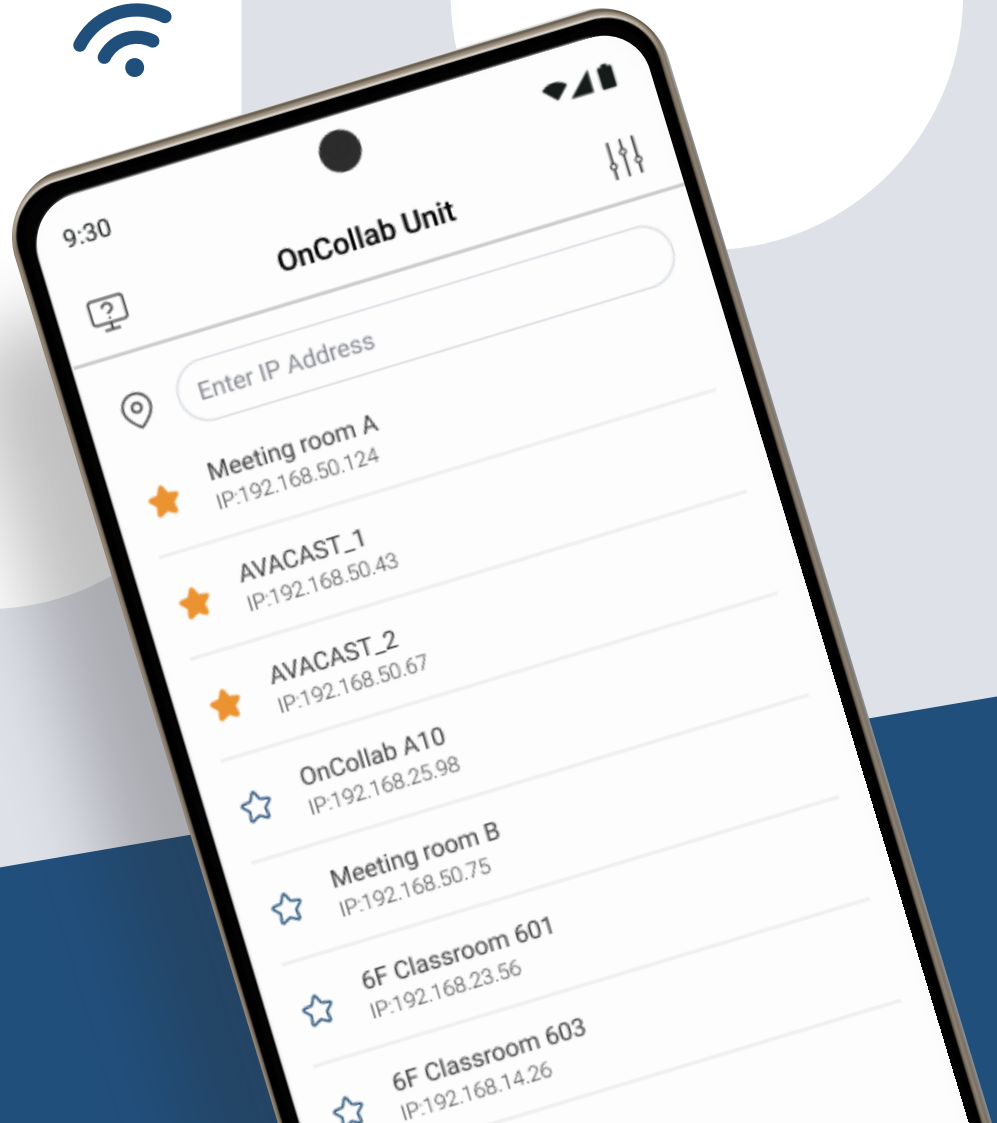 9:30
OnCollab Unit
Enter IP Address
Meeting room A
IP:192.168.50.124
AVACAST_1
IP:192.168.50.43
AVACAST_2
IP:192.168.50.67
OnCollab A10
IP:192.168.25.98
Meeting room B
IP:192.168.50.75
6F Classroom 601
IP:192.168.23.56
6F Classroom 603
IP:192.168.14.26